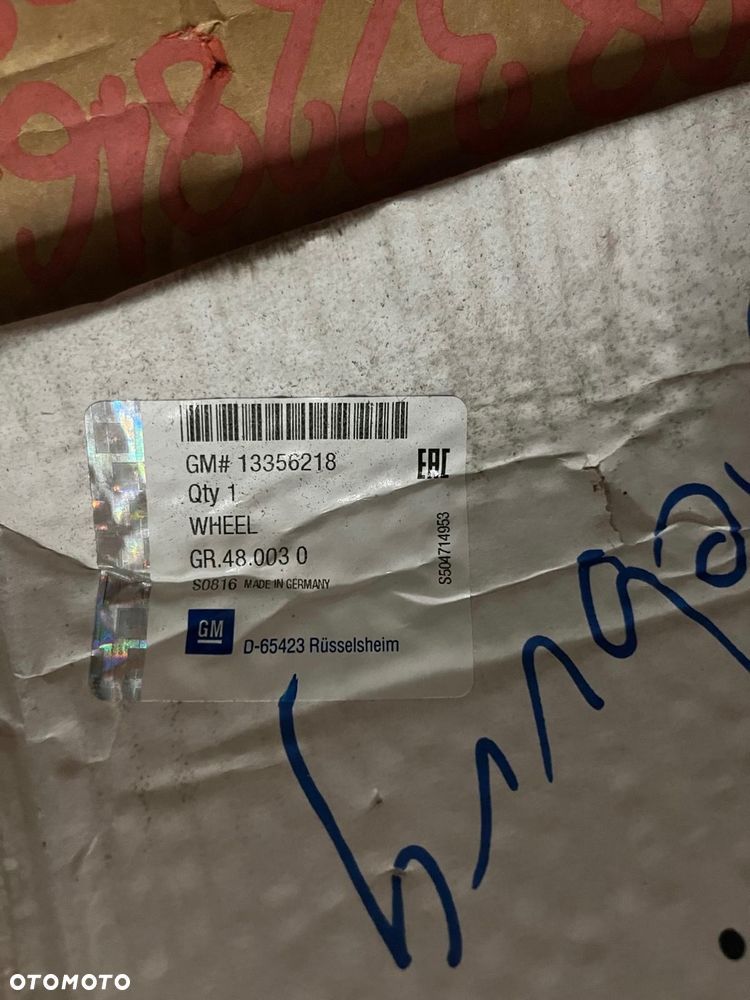 GM# 13356218
EAC
Qty 1
WHEEL
GR.48.003 0
S0816 MADE IN GERMANY
S504714953
GM
D-65423 Rüsselsheim
OTOMOTO